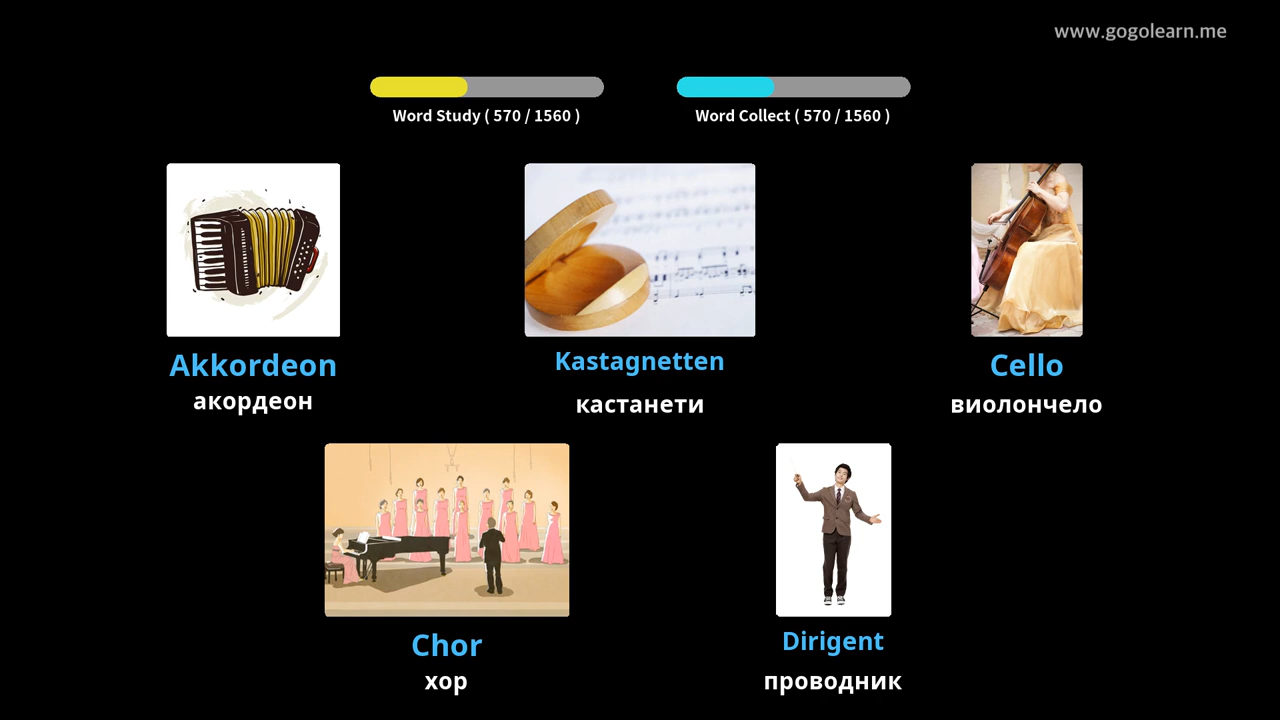 www.gogolearn.me
Word Study ( 570 / 1560 )
Word Collect ( 570 / 1560 )
Akkordeon
акордеон
Kastagnetten
кастанети
Cello
виолончело
Chor
хор
Dirigent
проводник